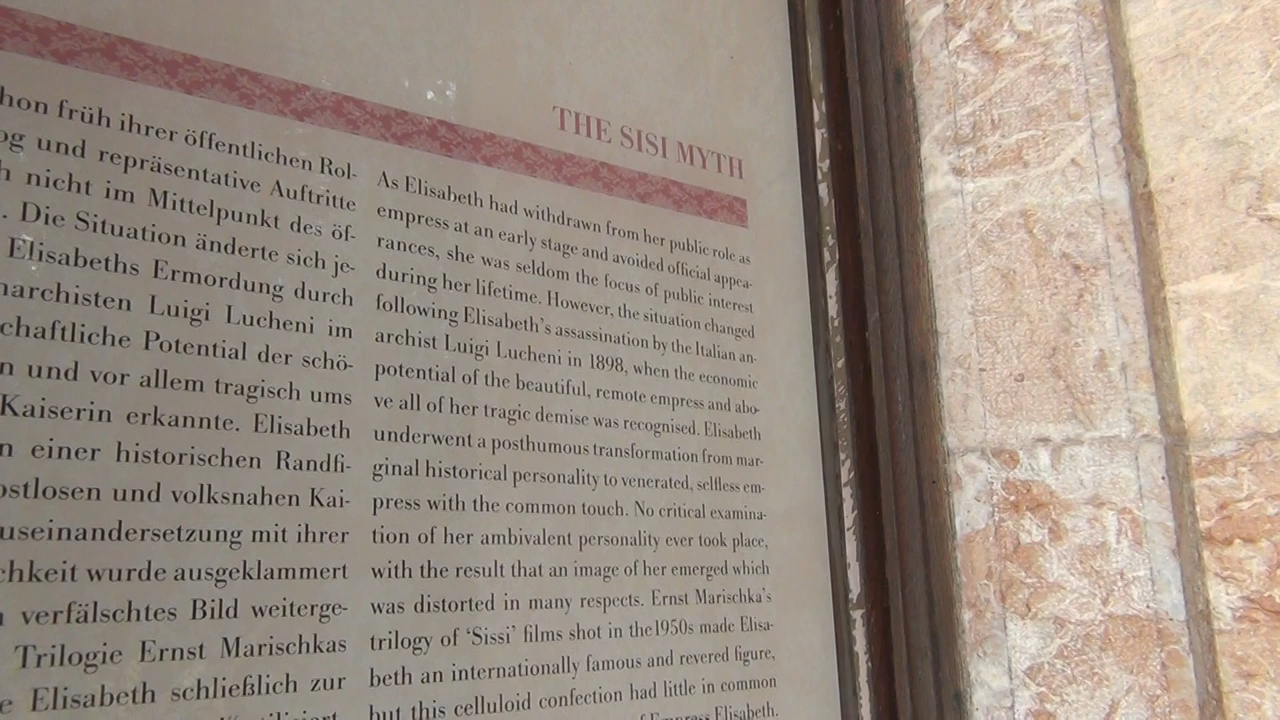 THE SISI MYTH
früh ihrer öffentlichen Rol-
und repräsentative Auftritte
nicht im Mittelpunkt des öf-
. Die Situation änderte sich je-
Elisabeths Ermordung durch
narchisten Luigi Lucheni im
schaftliche Potential der schö-
n und vor allem tragisch ums
Kaiserin erkannte. Elisabeth
n einer historischen Randfi-
ostlosen und volksnahen Kai-
useinandersetzung mit ihrer
chkeit wurde ausgeklammert
verfälschtes Bild weiterge-
Trilogie Ernst Marischkas
e Elisabeth schließlich zur
As Elisabeth had withdrawn from her public role as
empress at an early stage and avoided official appea-
rances, she was seldom the focus of public interest
during her lifetime. However, the situation changed
following Elisabeth's assassination by the Italian an-
archist Luigi Lucheni in 1898, when the economic
potential of the beautiful, remote empress and abo-
ve all of her tragic demise was recognised. Elisabeth
underwent a posthumous transformation from mar-
ginal historical personality to venerated, selfless em-
press with the common touch. No critical examina-
tion of her ambivalent personality ever took place,
with the result that an image of her emerged which
was distorted in many respects. Ernst Marischka's
trilogy of 'Sissi' films shot in the1950s made Elisa-
beth an internationally famous and revered figure,
but this celluloid confection had little in common
of Empress Elisabeth.